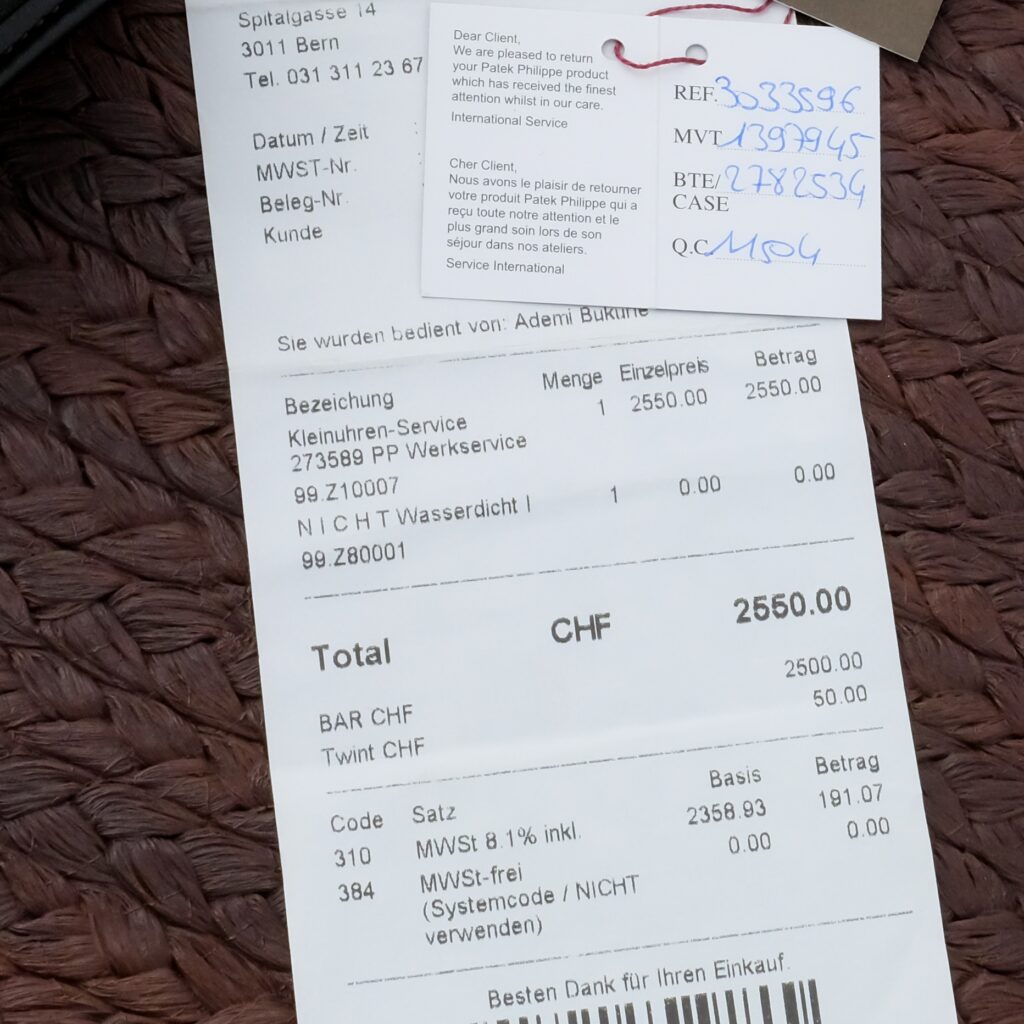 Spitalgasse 14
3011 Bern
Tel. 031 311 23 67
Datum / Zeit :
MWST-Nr. :
Beleg-Nr.
Kunde
Dear Client,
We are pleased to return
your Patek Philippe product
which has received the finest
attention whilst in our care.
International Service
Cher Client,
Nous avons le plaisir de retourner
votre produit Patek Philippe qui a
reçu toute notre attention et le
plus grand soin lors de son
séjour dans nos ateliers.
Service International
REF. 3033596
MVT 1397945
BTE/ 2782534
CASE
Q.C 11504
Sie wurden bedient von: Ademi Bukurie
Bezeichung Menge Einzelpreis Betrag
Kleinuhren-Service 1 2550.00 2550.00
273589 PP Werkservice
99.Z10007
N I C H T Wasserdicht ! 1 0.00 0.00
99.Z80001
Total CHF 2550.00
BAR CHF 2500.00
Twint CHF 50.00
Code Satz Basis Betrag
310 MWSt 8.1% inkl. 2358.93 191.07
384 MWSt-frei 0.00 0.00
(Systemcode / NICHT
verwenden)
Besten Dank für Ihren Einkauf.